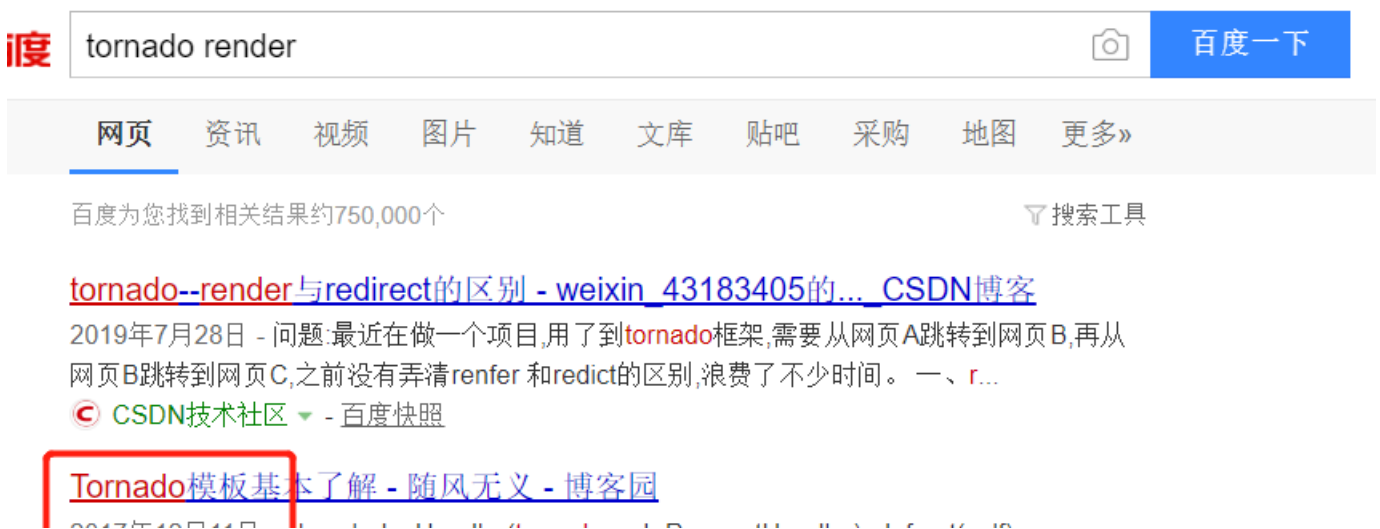 度 tornado render 百度一下
网页 资讯 视频 图片 知道 文库 贴吧 采购 地图 更多»
百度为您找到相关结果约750,000个 搜索工具
tornado--render与redirect的区别 - weixin_43183405的..._CSDN博客
2019年7月28日 - 问题:最近在做一个项目,用了到tornado框架,需要从网页A跳转到网页B,再从
网页B跳转到网页C,之前没有弄清renfer 和redict的区别,浪费了不少时间。 一、r...
CSDN技术社区 - 百度快照
Tornado模板基本了解 - 随风无义 - 博客园